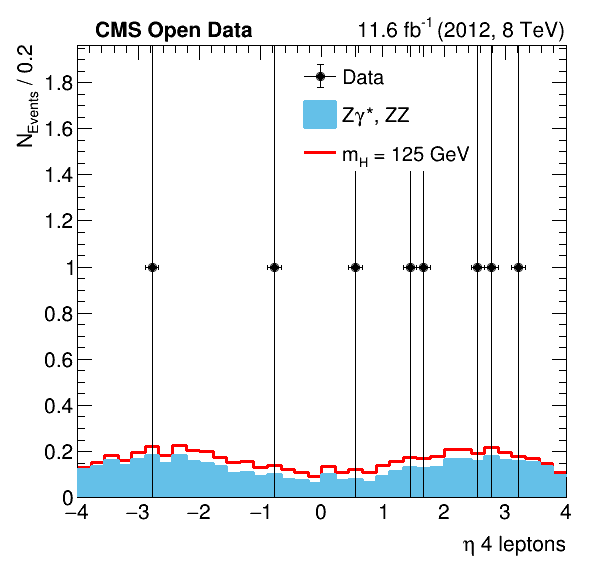 CMS Open Data 11.6 fb⁻¹ (2012, 8 TeV)
N_Events / 0.2
Data
Zγ*, ZZ
m_H = 125 GeV
1.8
1.6
1.4
1.2
1
0.8
0.6
0.4
0.2
0
−4 −3 −2 −1 0 1 2 3 4
η 4 leptons